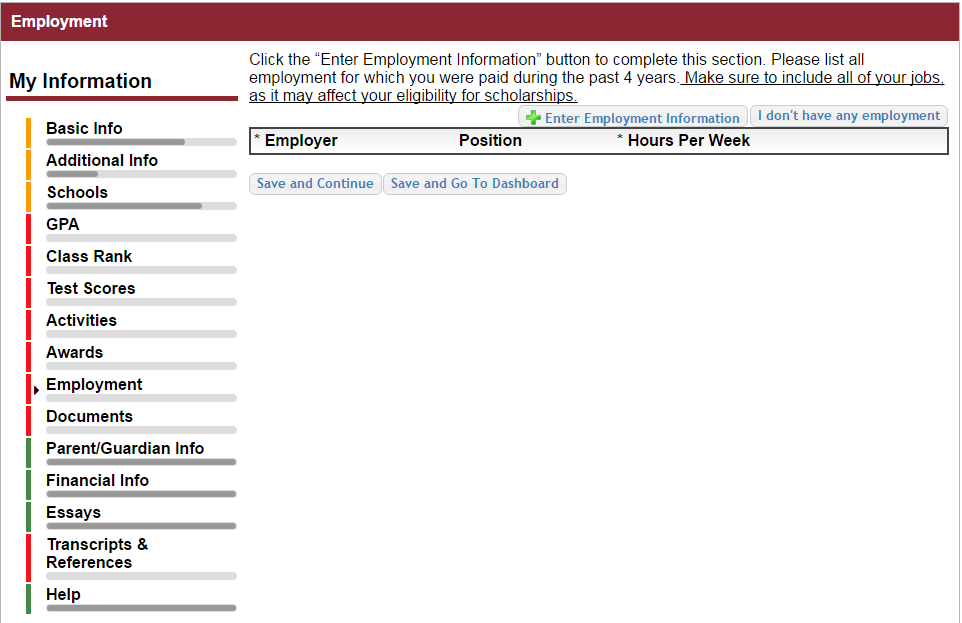 Employment
My Information
Basic Info
Additional Info
Schools
GPA
Class Rank
Test Scores
Activities
Awards
Employment
Documents
Parent/Guardian Info
Financial Info
Essays
Transcripts &
References
Help
Click the “Enter Employment Information” button to complete this section. Please list all
employment for which you were paid during the past 4 years. Make sure to include all of your jobs,
as it may affect your eligibility for scholarships.
Enter Employment Information I don't have any employment
* Employer Position * Hours Per Week
Save and Continue Save and Go To Dashboard